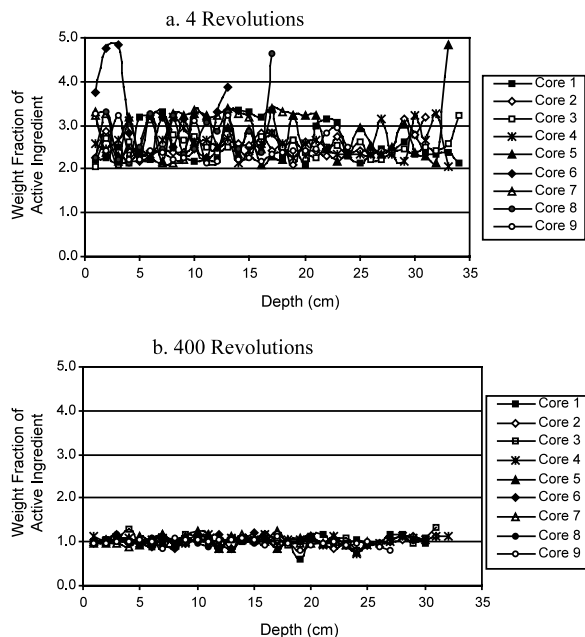 a. 4 Revolutions
Weight Fraction of
Active Ingredient
5.0
4.0
3.0
2.0
1.0
0.0
0
5
10
15
20
25
30
35
Depth (cm)
Core 1
Core 2
Core 3
Core 4
Core 5
Core 6
Core 7
Core 8
Core 9
b. 400 Revolutions
Weight Fraction of
Active Ingredient
5.0
4.0
3.0
2.0
1.0
0.0
0
5
10
15
20
25
30
35
Depth (cm)
Core 1
Core 2
Core 3
Core 4
Core 5
Core 6
Core 7
Core 8
Core 9